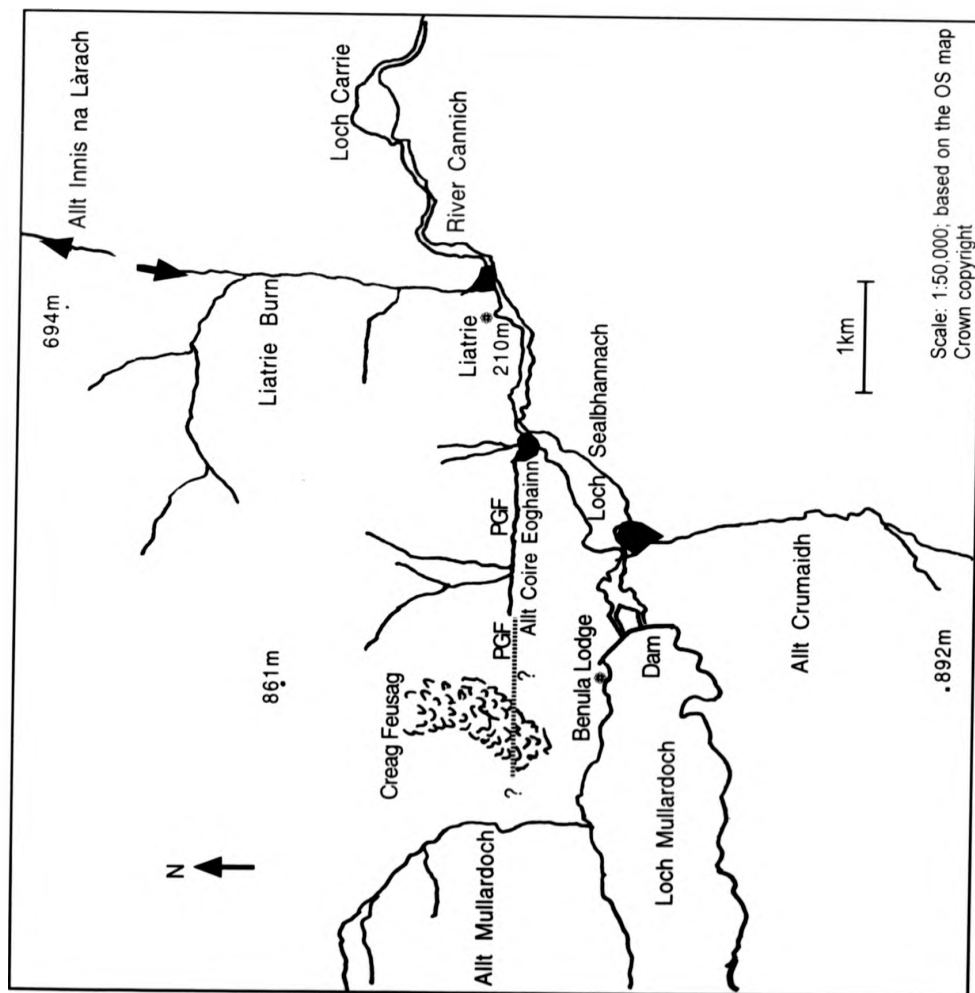 694m
Allt Innis na Làrach
Loch Carrie
River Cannich
Liatrie Burn
Liatrie
210m
861m
Creag Feusag
PGF
PGF
?
?
Allt Coire Eoghainn
Loch Sealbhannach
N
Allt Mullardoch
Benula Lodge
Dam
Loch Mullardoch
Allt Crumaidh
892m
1km
Scale: 1:50,000; based on the OS map
Crown copyright